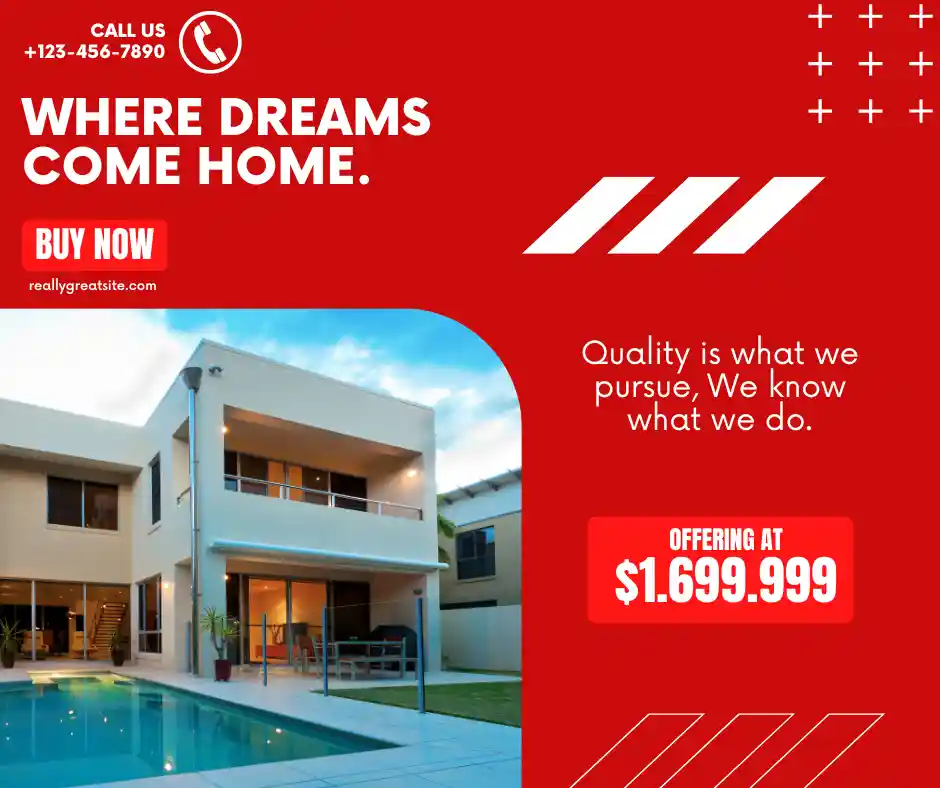 CALL US
+123-456-7890
WHERE DREAMS
COME HOME.
BUY NOW
reallygreatsite.com
Quality is what we
pursue, We know
what we do.
OFFERING AT
$1.699.999